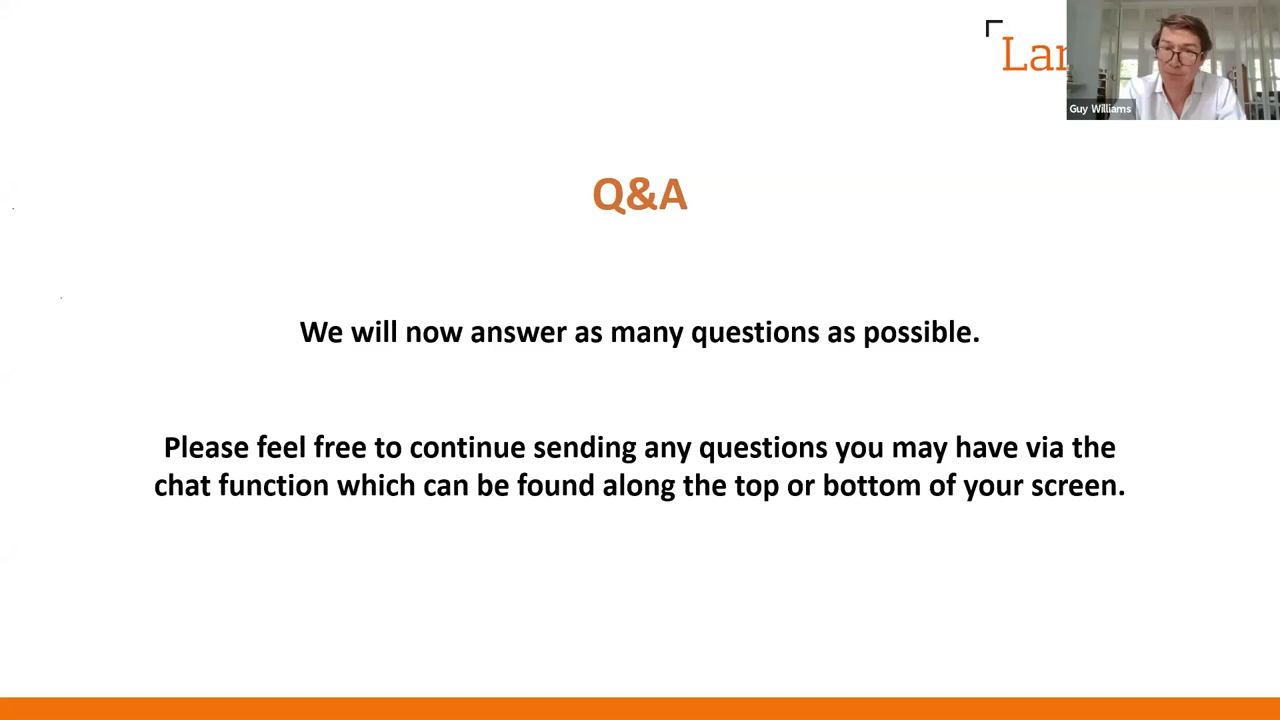 Guy Williams
Q&A
We will now answer as many questions as possible.
Please feel free to continue sending any questions you may have via the
chat function which can be found along the top or bottom of your screen.